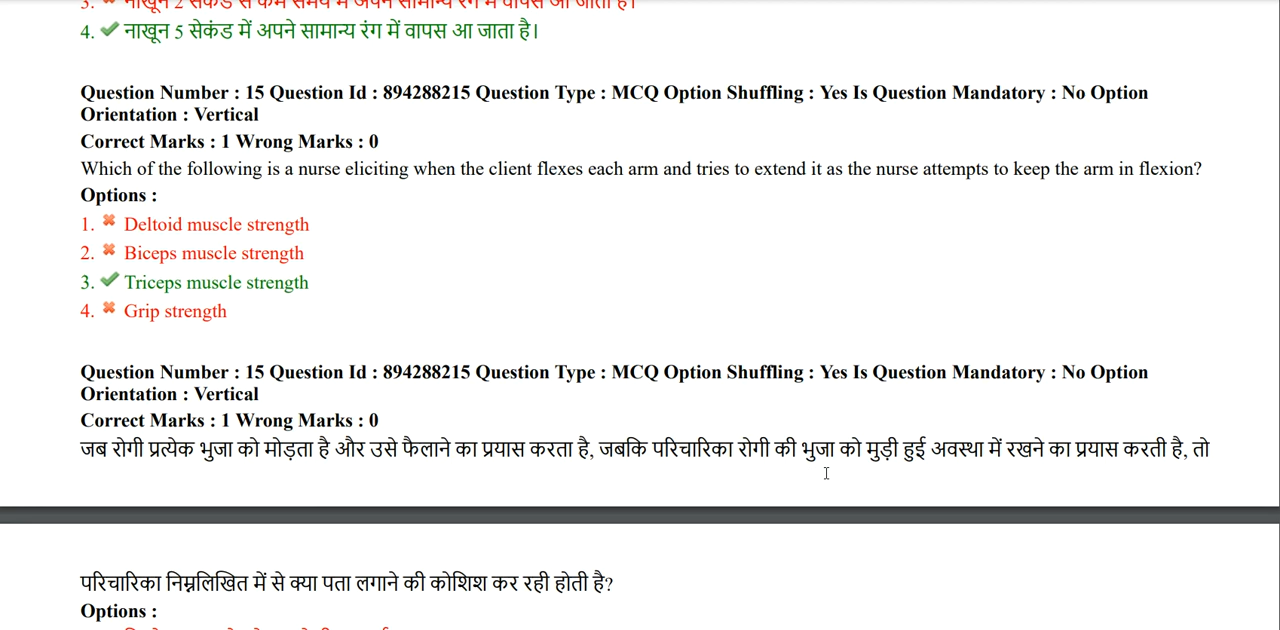 3. नाखून 2 सेकंड से कम समय में अपने सामान्य रंग में वापस आ जाता है।
4. नाखून 5 सेकंड में अपने सामान्य रंग में वापस आ जाता है।
Question Number : 15 Question Id : 894288215 Question Type : MCQ Option Shuffling : Yes Is Question Mandatory : No Option
Orientation : Vertical
Correct Marks : 1 Wrong Marks : 0
Which of the following is a nurse eliciting when the client flexes each arm and tries to extend it as the nurse attempts to keep the arm in flexion?
Options :
1. Deltoid muscle strength
2. Biceps muscle strength
3. Triceps muscle strength
4. Grip strength
Question Number : 15 Question Id : 894288215 Question Type : MCQ Option Shuffling : Yes Is Question Mandatory : No Option
Orientation : Vertical
Correct Marks : 1 Wrong Marks : 0
जब रोगी प्रत्येक भुजा को मोड़ता है और उसे फैलाने का प्रयास करता है, जबकि परिचारिका रोगी की भुजा को मुड़ी हुई अवस्था में रखने का प्रयास करती है, तो
परिचारिका निम्नलिखित में से क्या पता लगाने की कोशिश कर रही होती है?
Options :